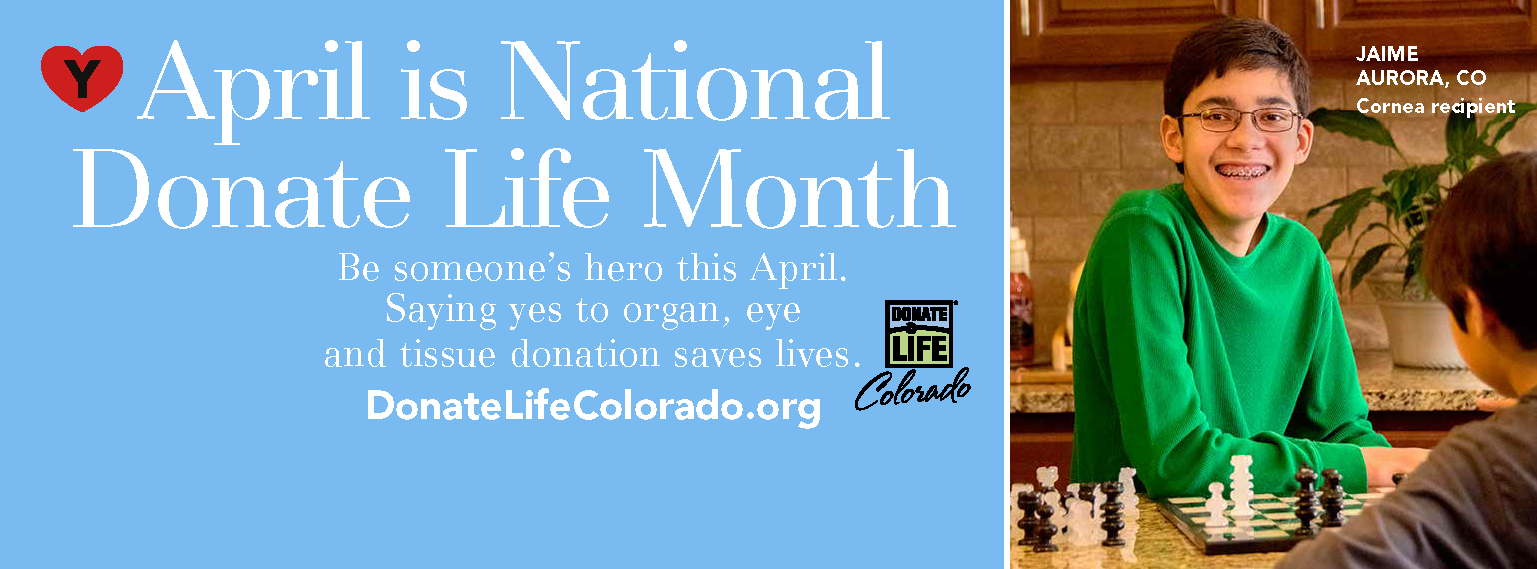 Y April is National
Donate Life Month
Be someone's hero this April.
Saying yes to organ, eye
and tissue donation saves lives.
DonateLifeColorado.org
DONATE
LIFE
Colorado
JAIME
AURORA, CO
Cornea recipient